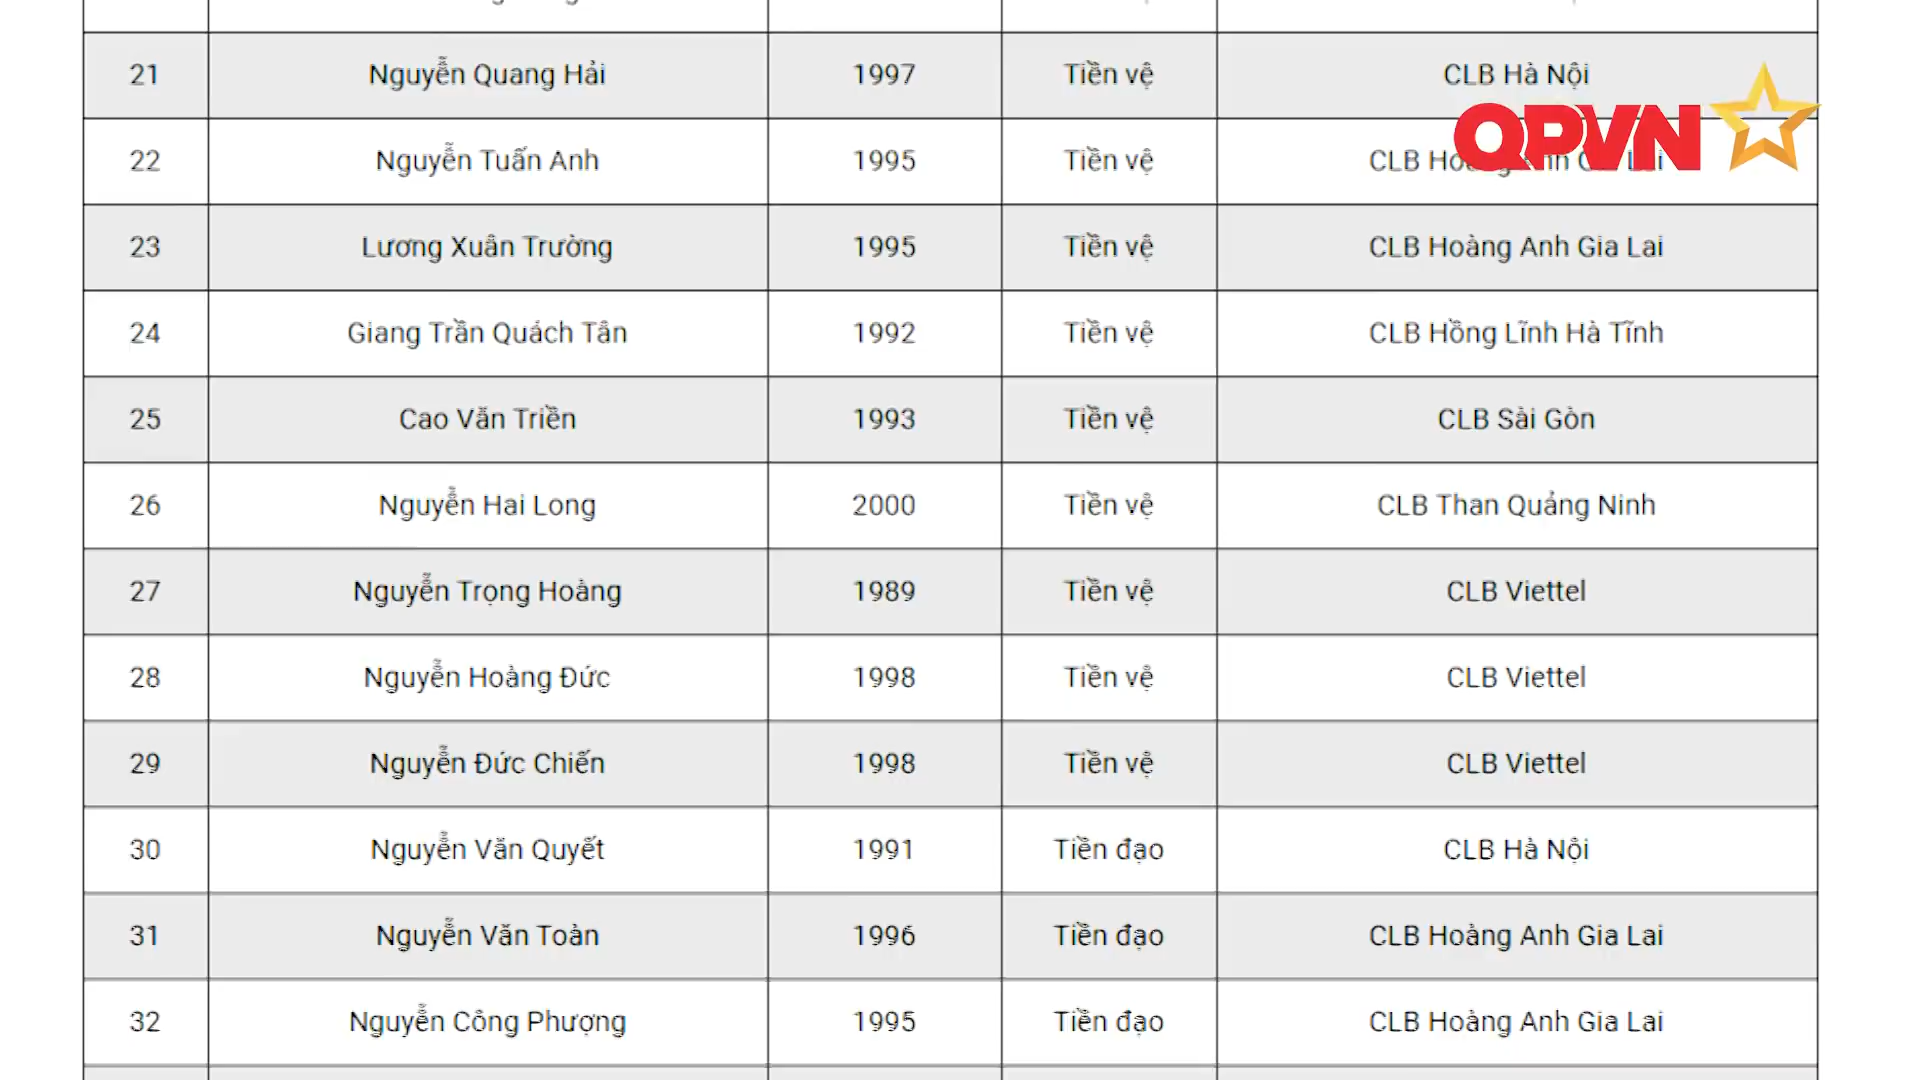 21 Nguyễn Quang Hải 1997 Tiền vệ CLB Hà Nội
QPVN
22 Nguyễn Tuấn Anh 1995 Tiền vệ CLB Lai
23 Lương Xuân Trường 1995 Tiền vệ CLB Hoàng Anh Gia Lai
24 Giang Trần Quách Tân 1992 Tiền vệ CLB Hồng Lĩnh Hà Tĩnh
25 Cao Văn Triền 1993 Tiền vệ CLB Sài Gòn
26 Nguyễn Hai Long 2000 Tiền vệ CLB Than Quảng Ninh
27 Nguyễn Trọng Hoàng 1989 Tiền vệ CLB Viettel
28 Nguyễn Hoàng Đức 1998 Tiền vệ CLB Viettel
29 Nguyễn Đức Chiến 1998 Tiền vệ CLB Viettel
30 Nguyễn Văn Quyết 1991 Tiền đạo CLB Hà Nội
31 Nguyễn Văn Toàn 1996 Tiền đạo CLB Hoàng Anh Gia Lai
32 Nguyễn Công Phượng 1995 Tiền đạo CLB Hoàng Anh Gia Lai